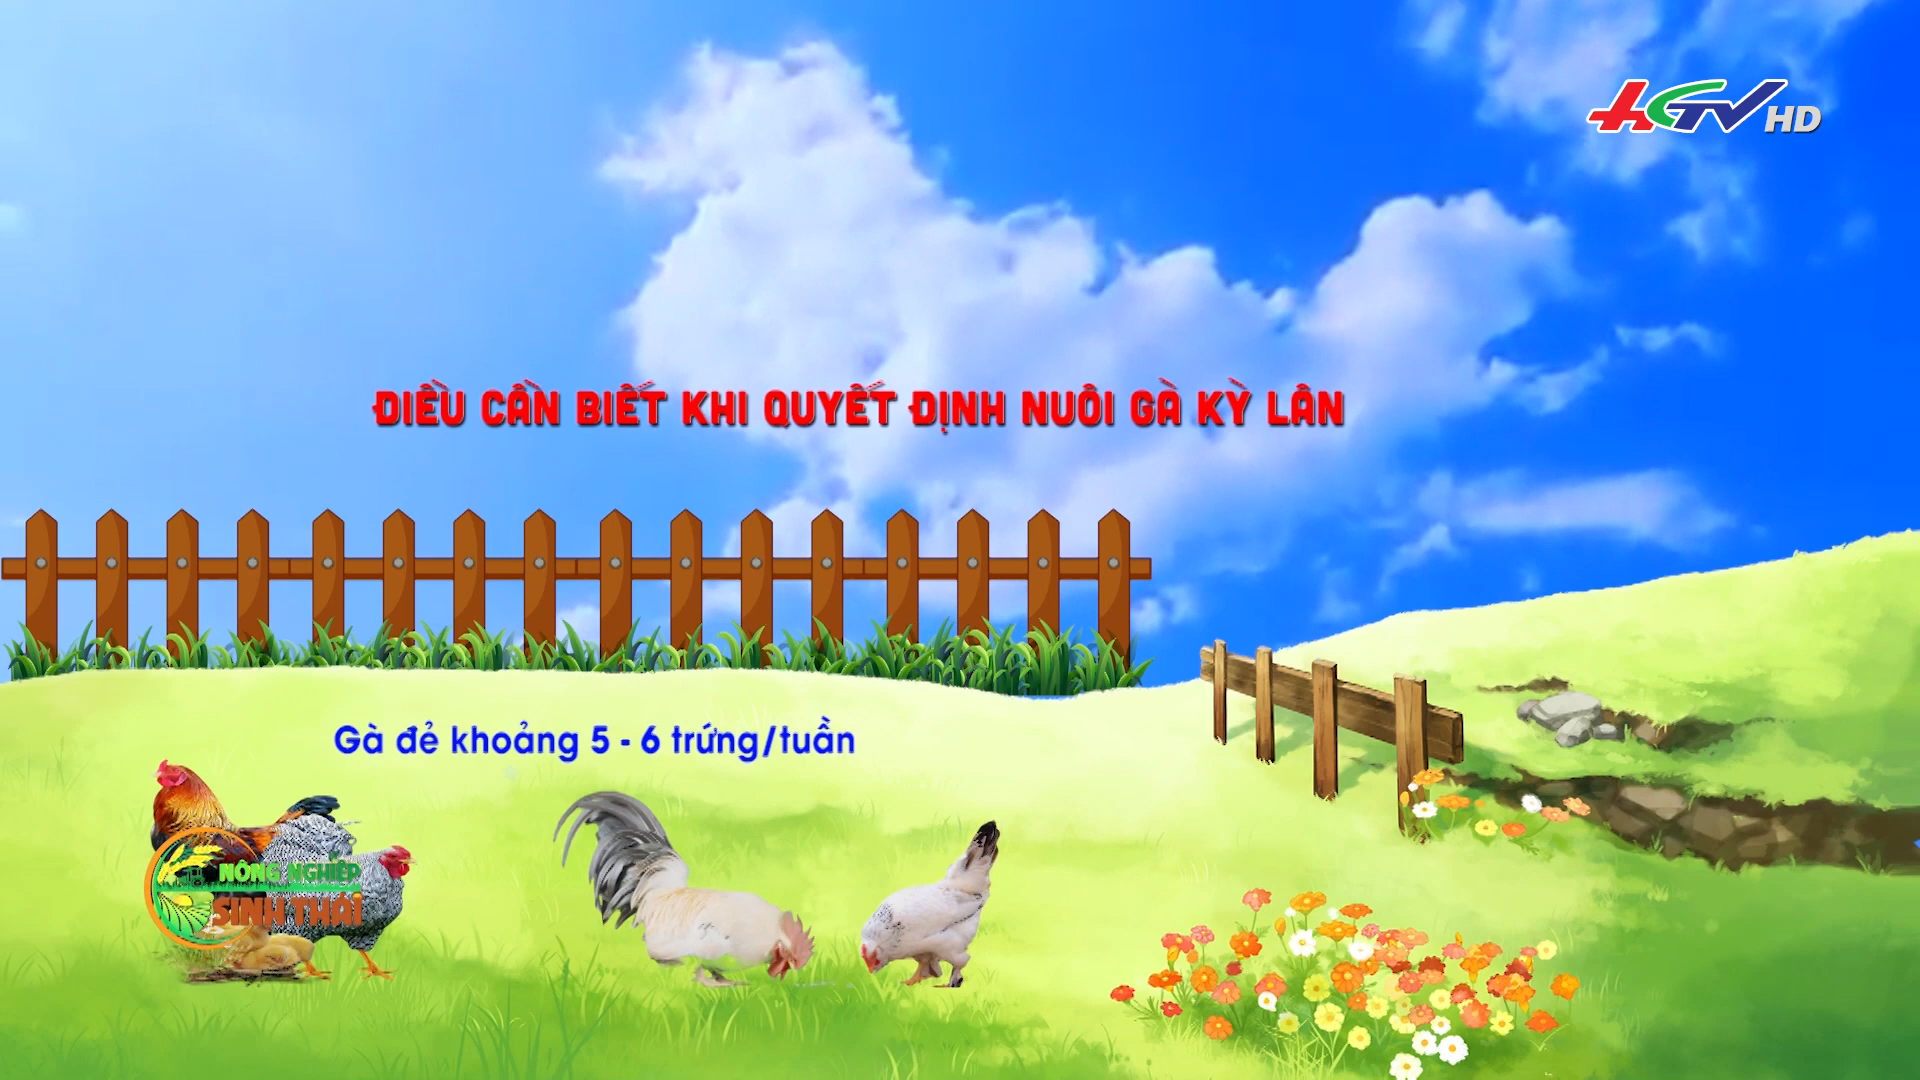 HGTV HD
ĐIỀU CẦN BIẾT KHI QUYẾT ĐỊNH NUÔI GÀ KỲ LÂN
Gà đẻ khoảng 5 - 6 trứng/tuần
NÔNG NGHIỆP
SINH THÁI